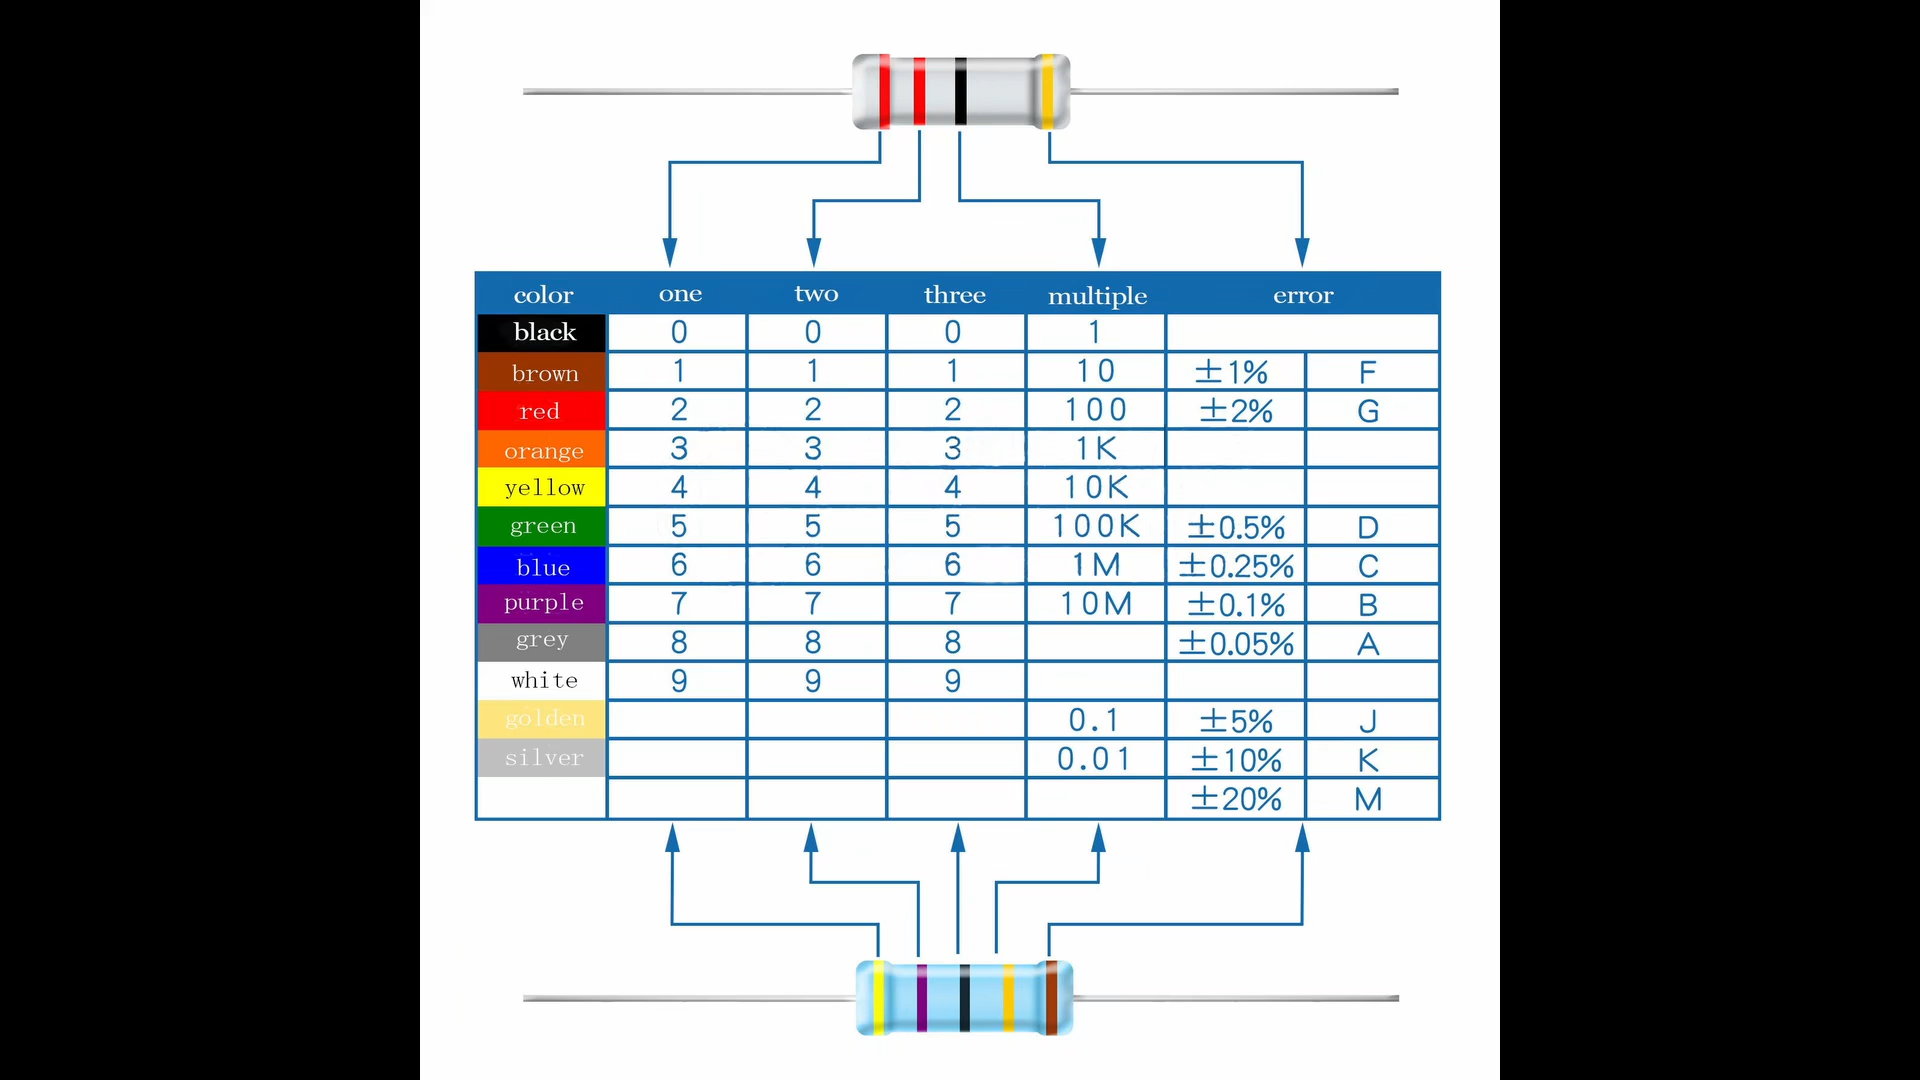 color one two three multiple error
black 0 0 0 1
brown 1 1 1 10 ±1% F
red 2 2 2 100 ±2% G
orange 3 3 3 1K
yellow 4 4 4 10K
green 5 5 5 100K ±0.5% D
blue 6 6 6 1M ±0.25% C
purple 7 7 7 10M ±0.1% B
grey 8 8 8 ±0.05% A
white 9 9 9
golden 0.1 ±5% J
silver 0.01 ±10% K
±20% M